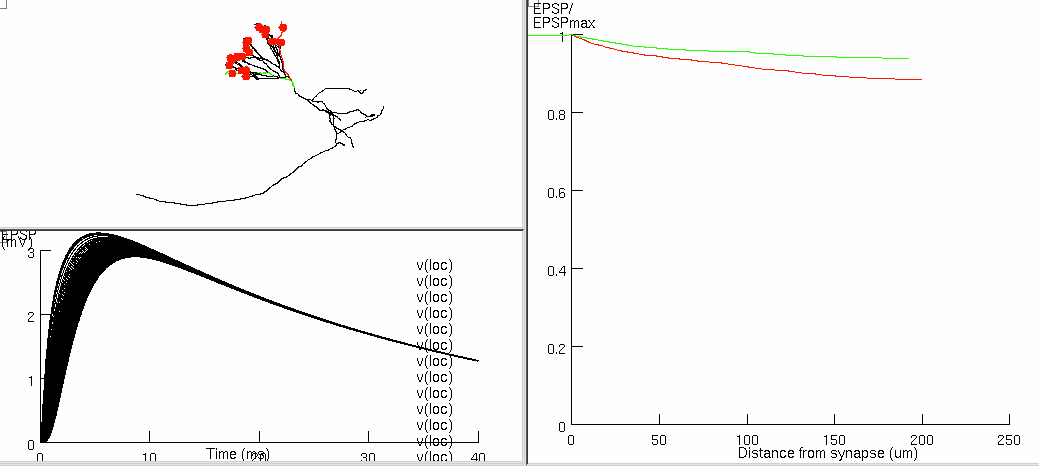 EPSP
(mV)
3
2
1
0
v(loc)
v(loc)
v(loc)
v(loc)
v(loc)
v(loc)
v(loc)
v(loc)
v(loc)
v(loc)
v(loc)
v(loc)
v(loc)
0 10 20 30 40
Time (ms)
EPSP/
EPSPmax
1
0.8
0.6
0.4
0.2
0
0 50 100 150 200 250
Distance from synapse (um)